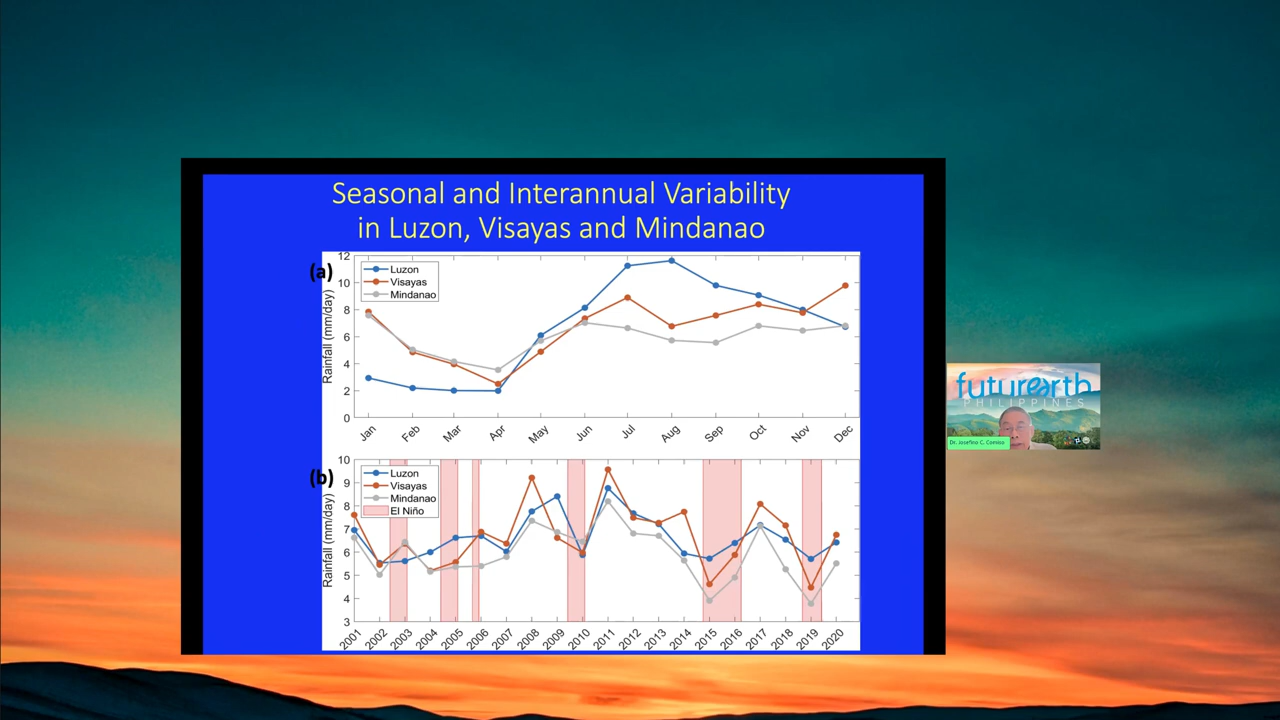 Seasonal and Interannual Variability
in Luzon, Visayas and Mindanao
(a)
Rainfall (mm/day)
12
10
8
6
4
2
0
Luzon
Visayas
Mindanao
Jan Feb Mar Apr May Jun Jul Aug Sep Oct Nov Dec
(b)
Rainfall (mm/day)
10
9
8
7
6
5
4
3
Luzon
Visayas
Mindanao
El Niño
2001 2002 2003 2004 2005 2006 2007 2008 2009 2010 2011 2012 2013 2014 2015 2016 2017 2018 2019 2020
futurerth
PHILIPPINES
Dr. Josefino C. Comiso